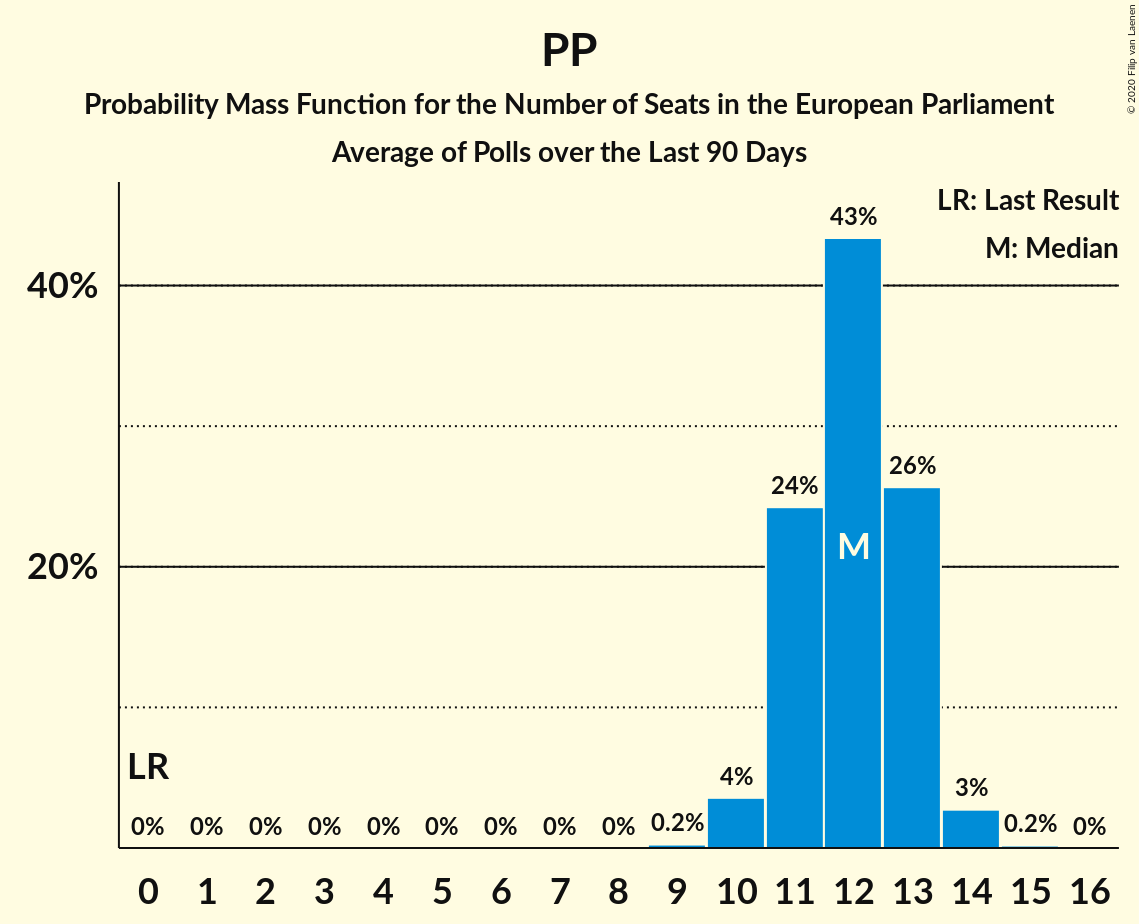 PP
Probability Mass Function for the Number of Seats in the European Parliament
Average of Polls over the Last 90 Days
© 2020 Filip van Laenen
LR: Last Result
M: Median
43%
40%
26%
24%
M
20%
LR
4%
3%
0% 0% 0% 0% 0% 0% 0% 0% 0% 0.2% 0.2% 0%
0 1 2 3 4 5 6 7 8 9 10 11 12 13 14 15 16